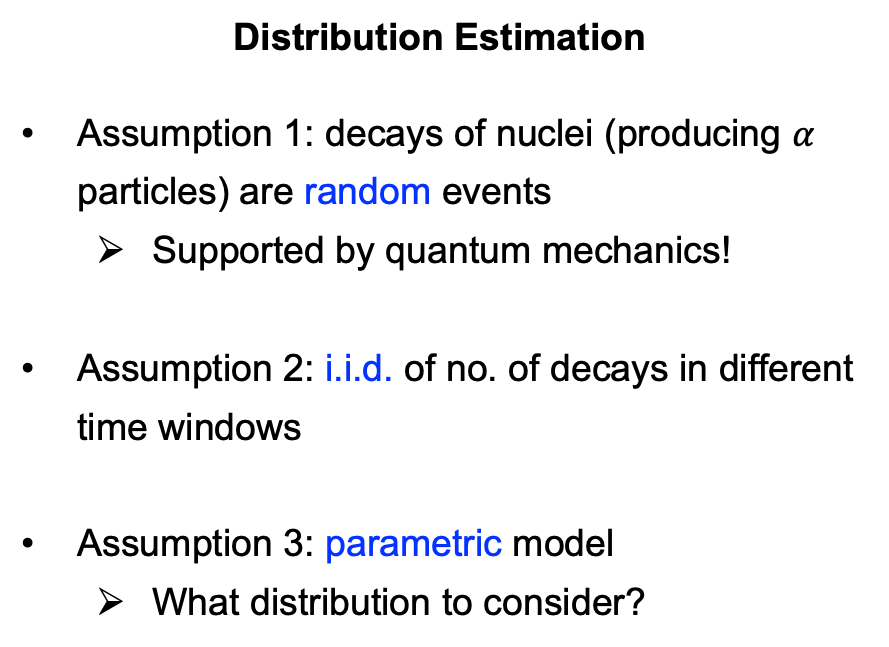 Distribution Estimation
• Assumption 1: decays of nuclei (producing 𝛼
particles) are random events
➢ Supported by quantum mechanics!
• Assumption 2: i.i.d. of no. of decays in different
time windows
• Assumption 3: parametric model
➢ What distribution to consider?